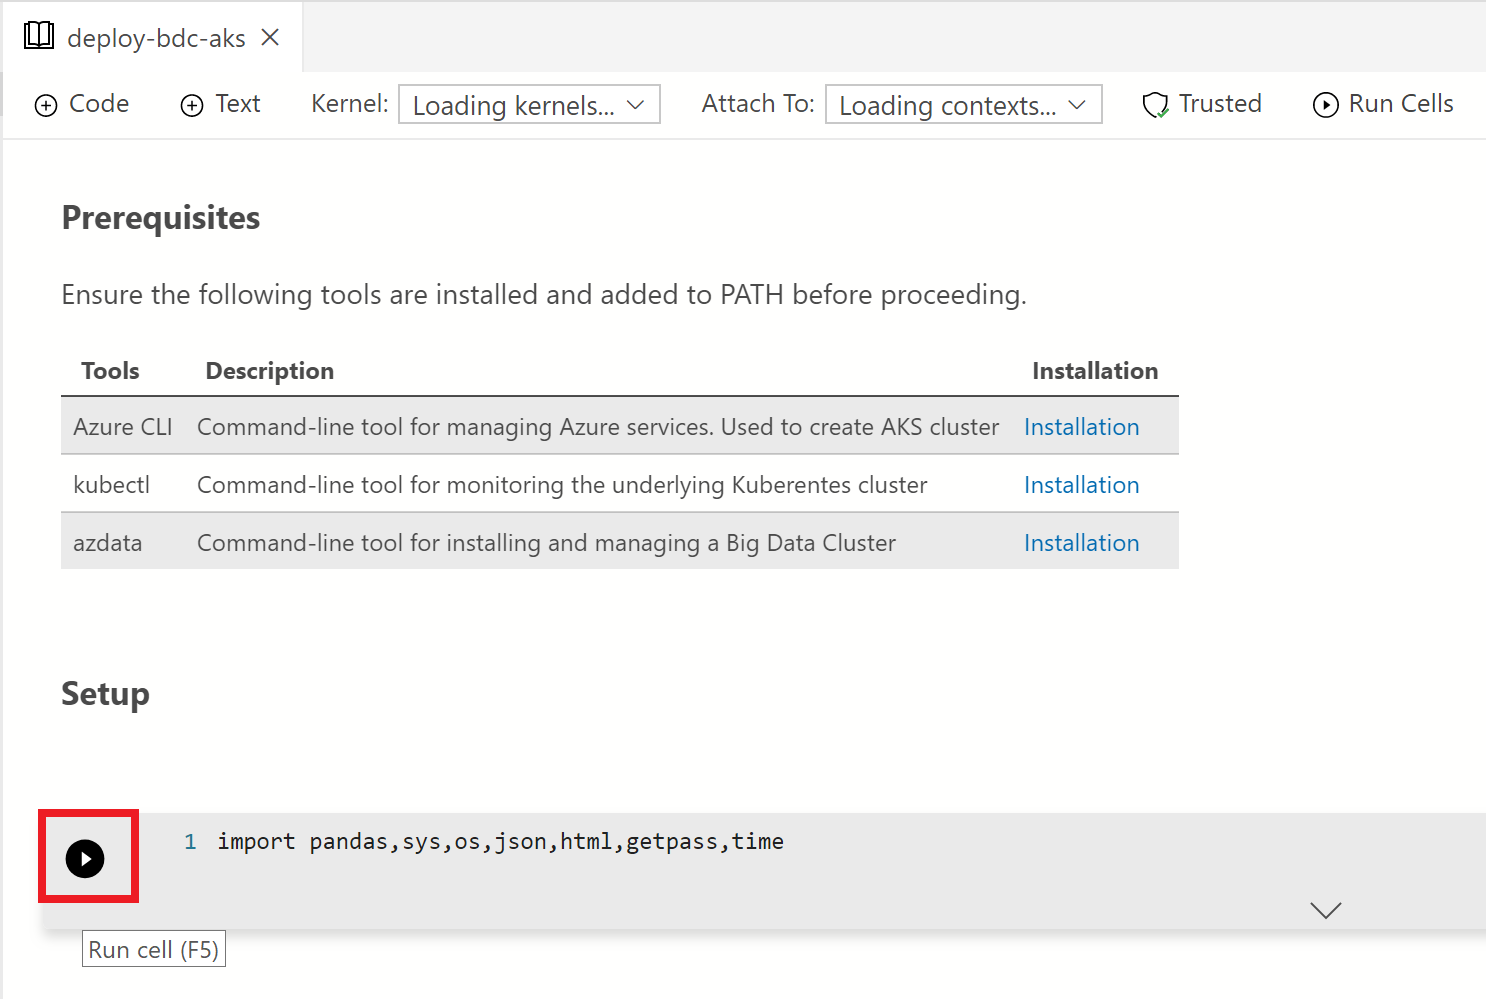 deploy-bdc-aks
Code Text Kernel: Loading kernels... Attach To: Loading contexts... Trusted Run Cells
Prerequisites
Ensure the following tools are installed and added to PATH before proceeding.
Tools Description Installation
Azure CLI Command-line tool for managing Azure services. Used to create AKS cluster Installation
kubectl Command-line tool for monitoring the underlying Kuberentes cluster Installation
azdata Command-line tool for installing and managing a Big Data Cluster Installation
Setup
1 import pandas,sys,os,json,html,getpass,time
Run cell (F5)